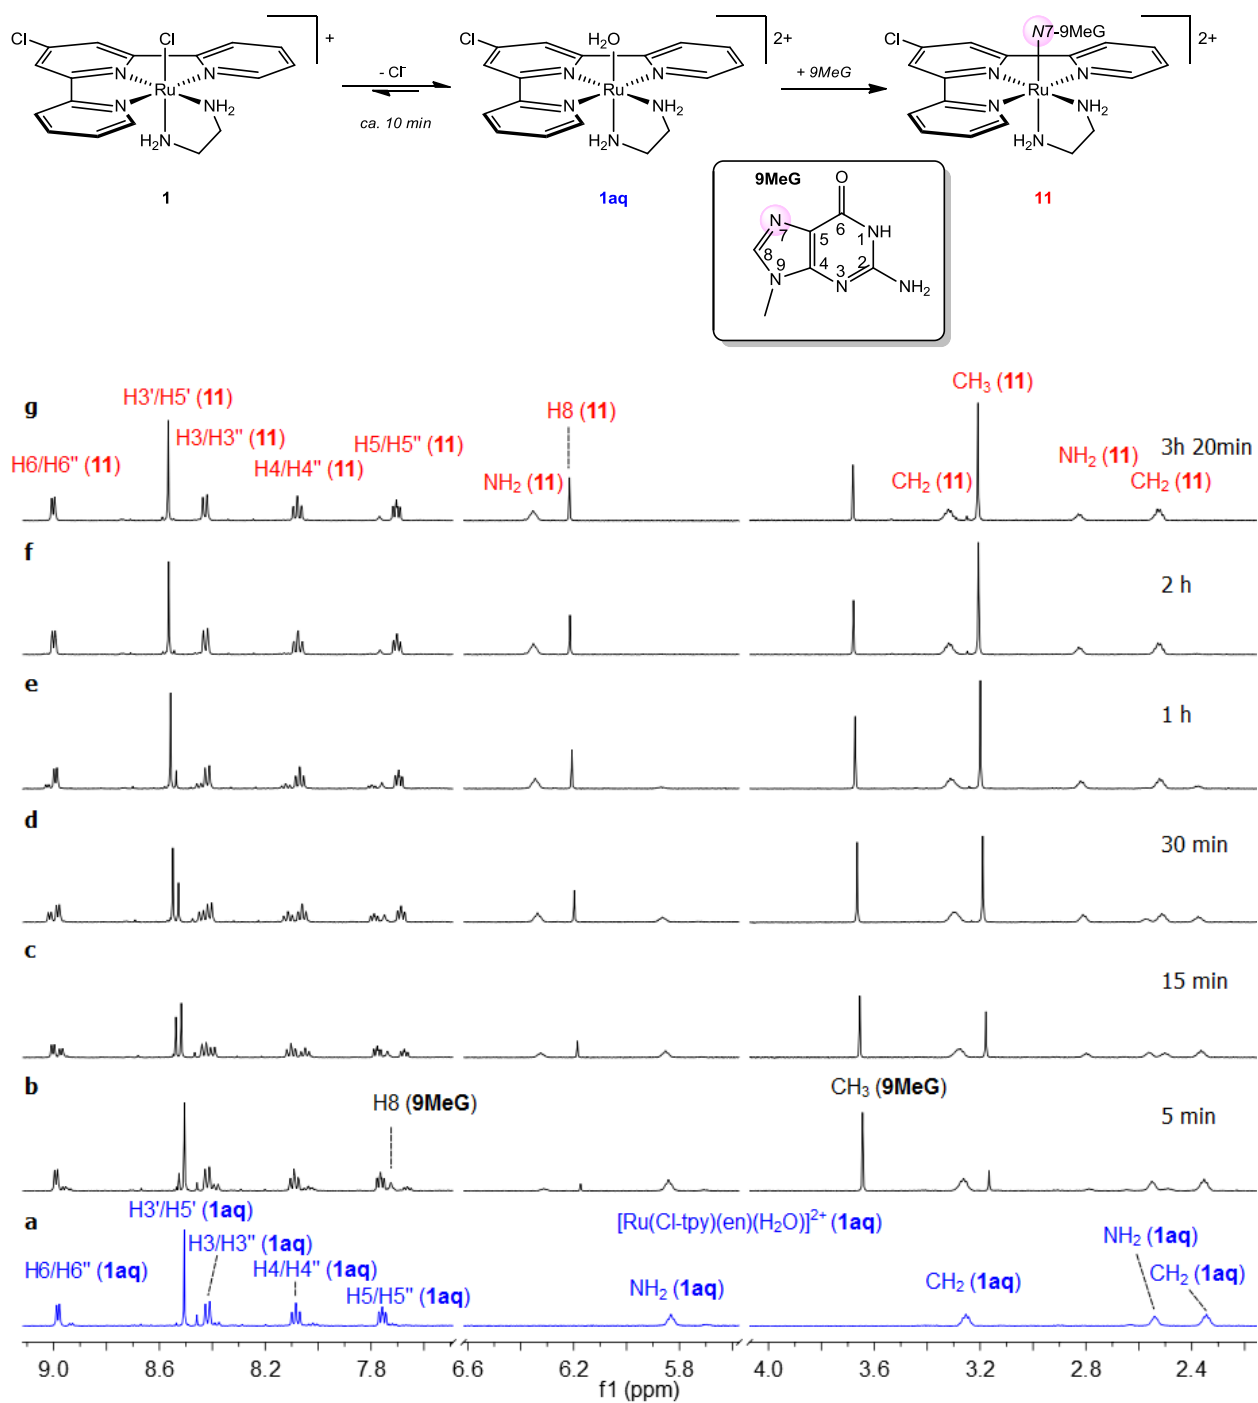 Cl Cl N N N Ru NH₂ H₂N +
- Cl⁻
ca. 10 min
Cl H₂O N N N Ru NH₂ H₂N 2+
+ 9MeG
Cl N7-9MeG N N N Ru NH₂ H₂N 2+
1
1aq
11
9MeG
O
N 7 5 6 1 NH
8 9 N 4 3 N 2 NH₂
g
H3'/H5' (11)
CH₃ (11)
H8 (11)
H3/H3'' (11)
H5/H5'' (11)
3h 20min
H6/H6'' (11)
H4/H4'' (11)
NH₂ (11)
CH₂ (11)
NH₂ (11)
CH₂ (11)
f
2 h
e
1 h
d
30 min
c
15 min
b
H8 (9MeG)
CH₃ (9MeG)
5 min
a
H3'/H5' (1aq)
[Ru(Cl-tpy)(en)(H₂O)]²⁺ (1aq)
H3/H3'' (1aq)
NH₂ (1aq)
H6/H6'' (1aq)
H4/H4'' (1aq)
H5/H5'' (1aq)
NH₂ (1aq)
CH₂ (1aq)
CH₂ (1aq)
9.0 8.6 8.2 7.8 6.6 6.2 5.8 4.0 3.6 3.2 2.8 2.4
f1 (ppm)